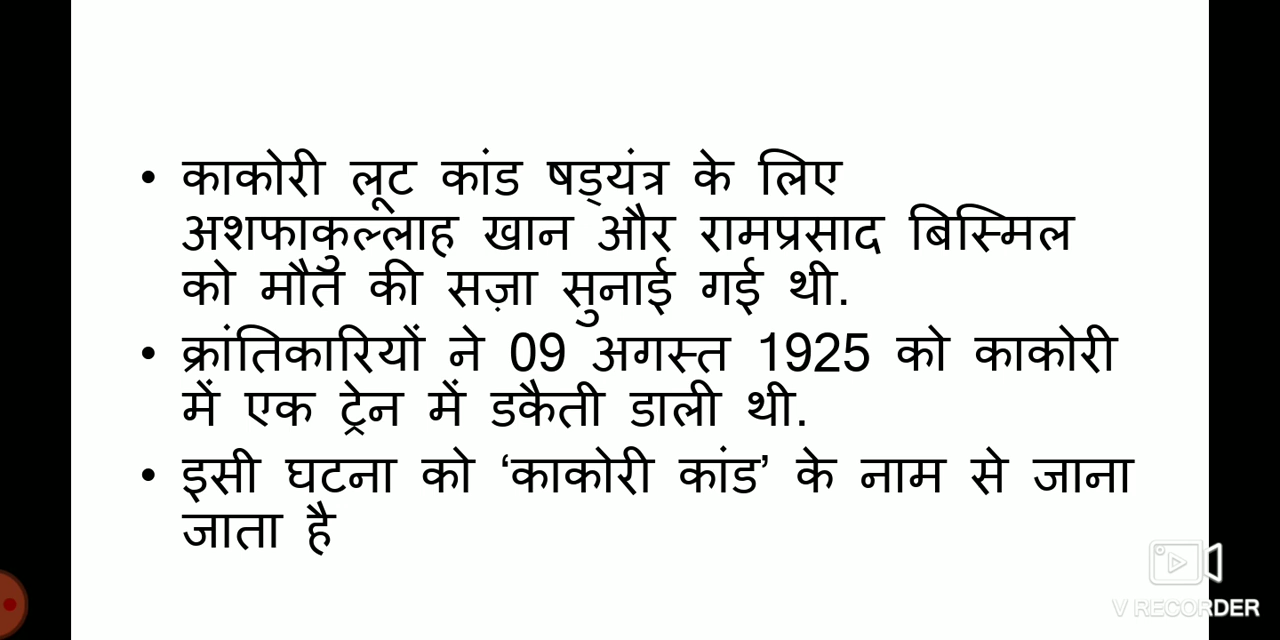 • काकोरी लूट कांड षड्यंत्र के लिए
अशफाकुल्लाह खान और रामप्रसाद बिस्मिल
को मौत की सज़ा सुनाई गई थी.
• क्रांतिकारियों ने 09 अगस्त 1925 को काकोरी
में एक ट्रेन में डकैती डाली थी.
• इसी घटना को ‘काकोरी कांड’ के नाम से जाना
जाता है
V RECORDER